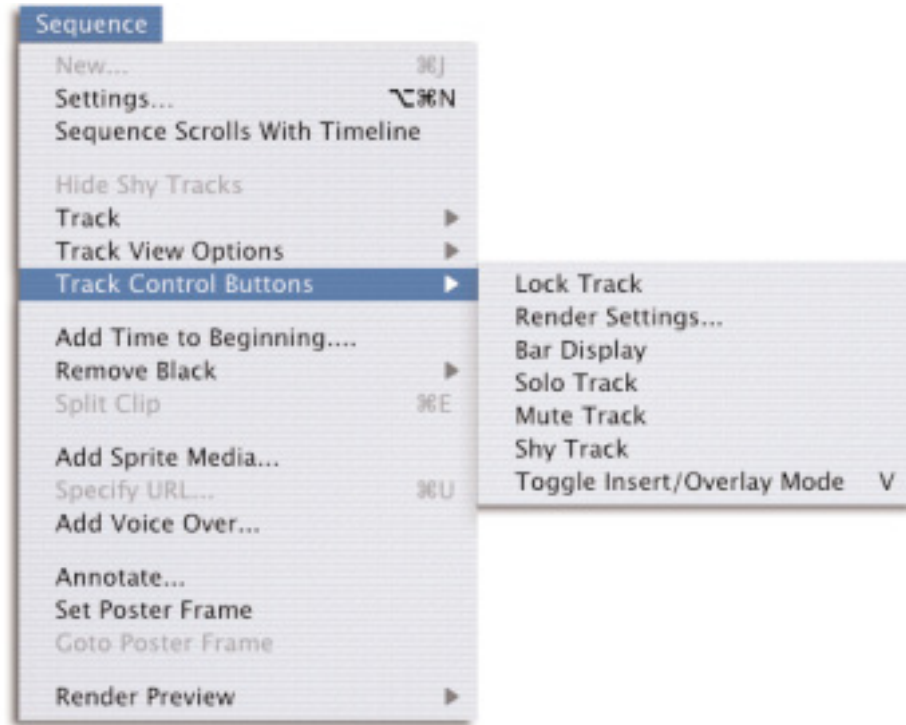 Sequence
New... ⌘J
Settings... ⌥⌘N
Sequence Scrolls With Timeline
Hide Shy Tracks
Track
Track View Options
Track Control Buttons
Lock Track
Render Settings...
Bar Display
Solo Track
Mute Track
Shy Track
Toggle Insert/Overlay Mode V
Add Time to Beginning....
Remove Black
Split Clip ⌘E
Add Sprite Media...
Specify URL... ⌘U
Add Voice Over...
Annotate...
Set Poster Frame
Goto Poster Frame
Render Preview